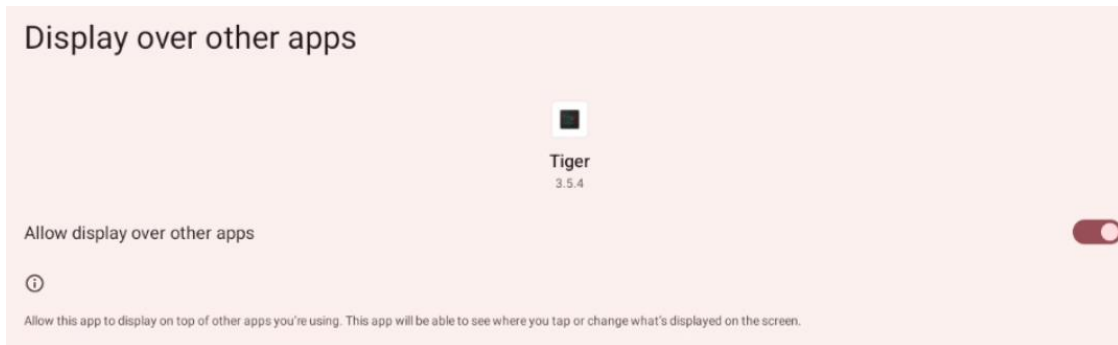 Display over other apps
Tiger
3.5.4
Allow display over other apps
Allow this app to display on top of other apps you're using. This app will be able to see where you tap or change what's displayed on the screen.